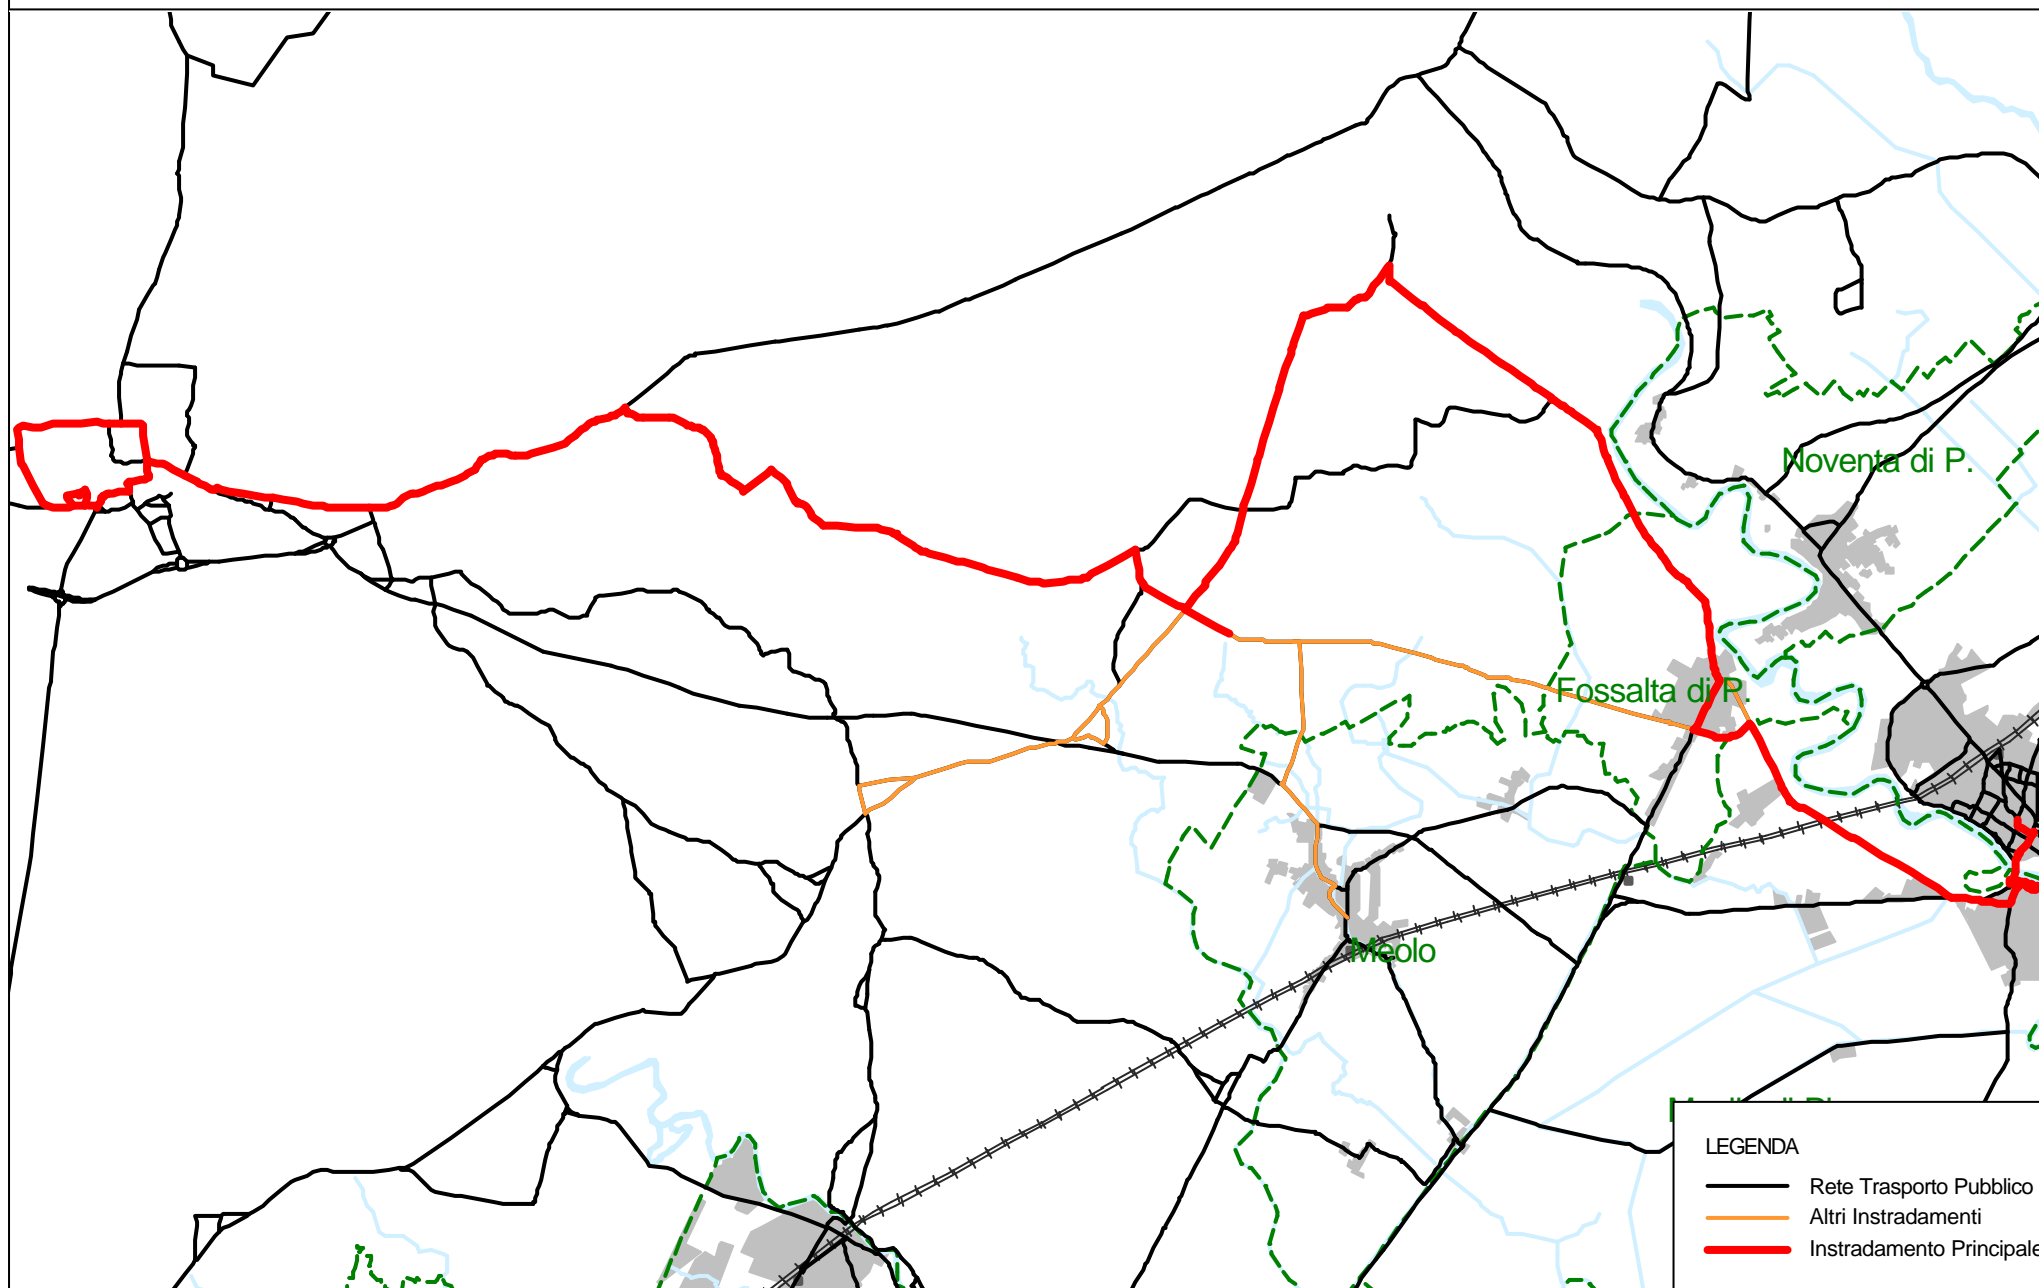 Noventa di P.
Fossalta di P.
Meolo
LEGENDA
Rete Trasporto Pubblico
Altri Instradamenti
Instradamento Principale